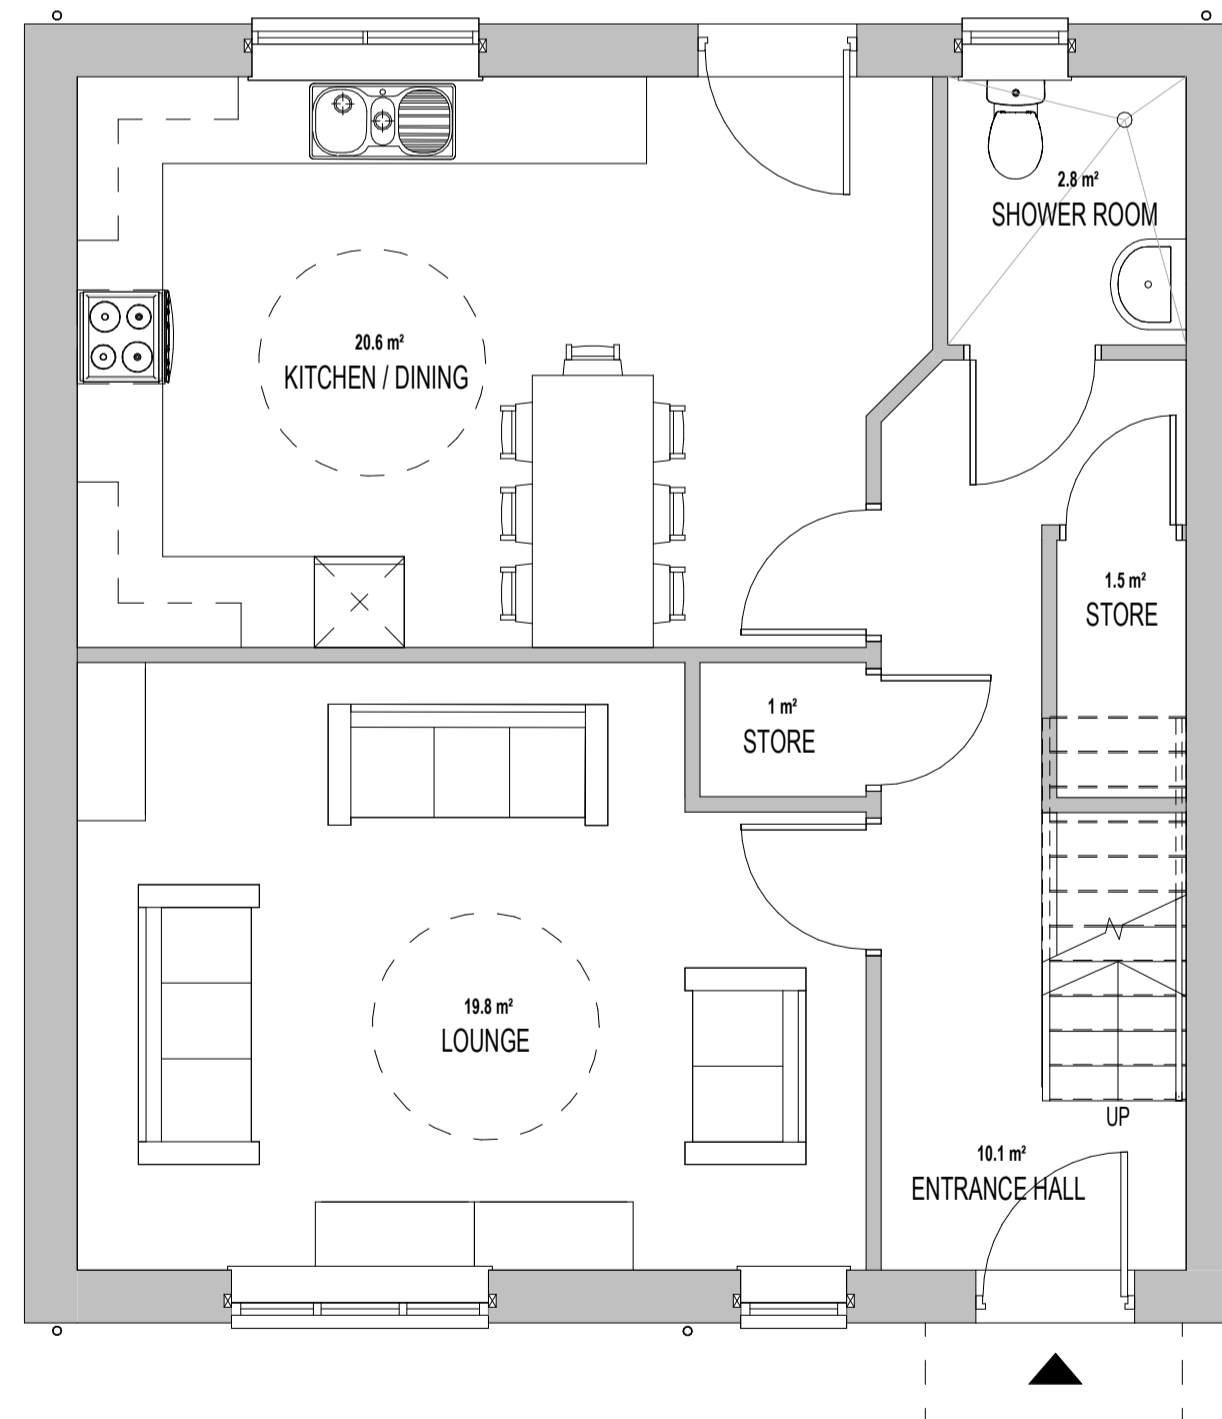 2.8 m²
SHOWER ROOM
20.6 m²
KITCHEN / DINING
1.5 m²
STORE
1 m²
STORE
19.8 m²
LOUNGE
UP
10.1 m²
ENTRANCE HALL